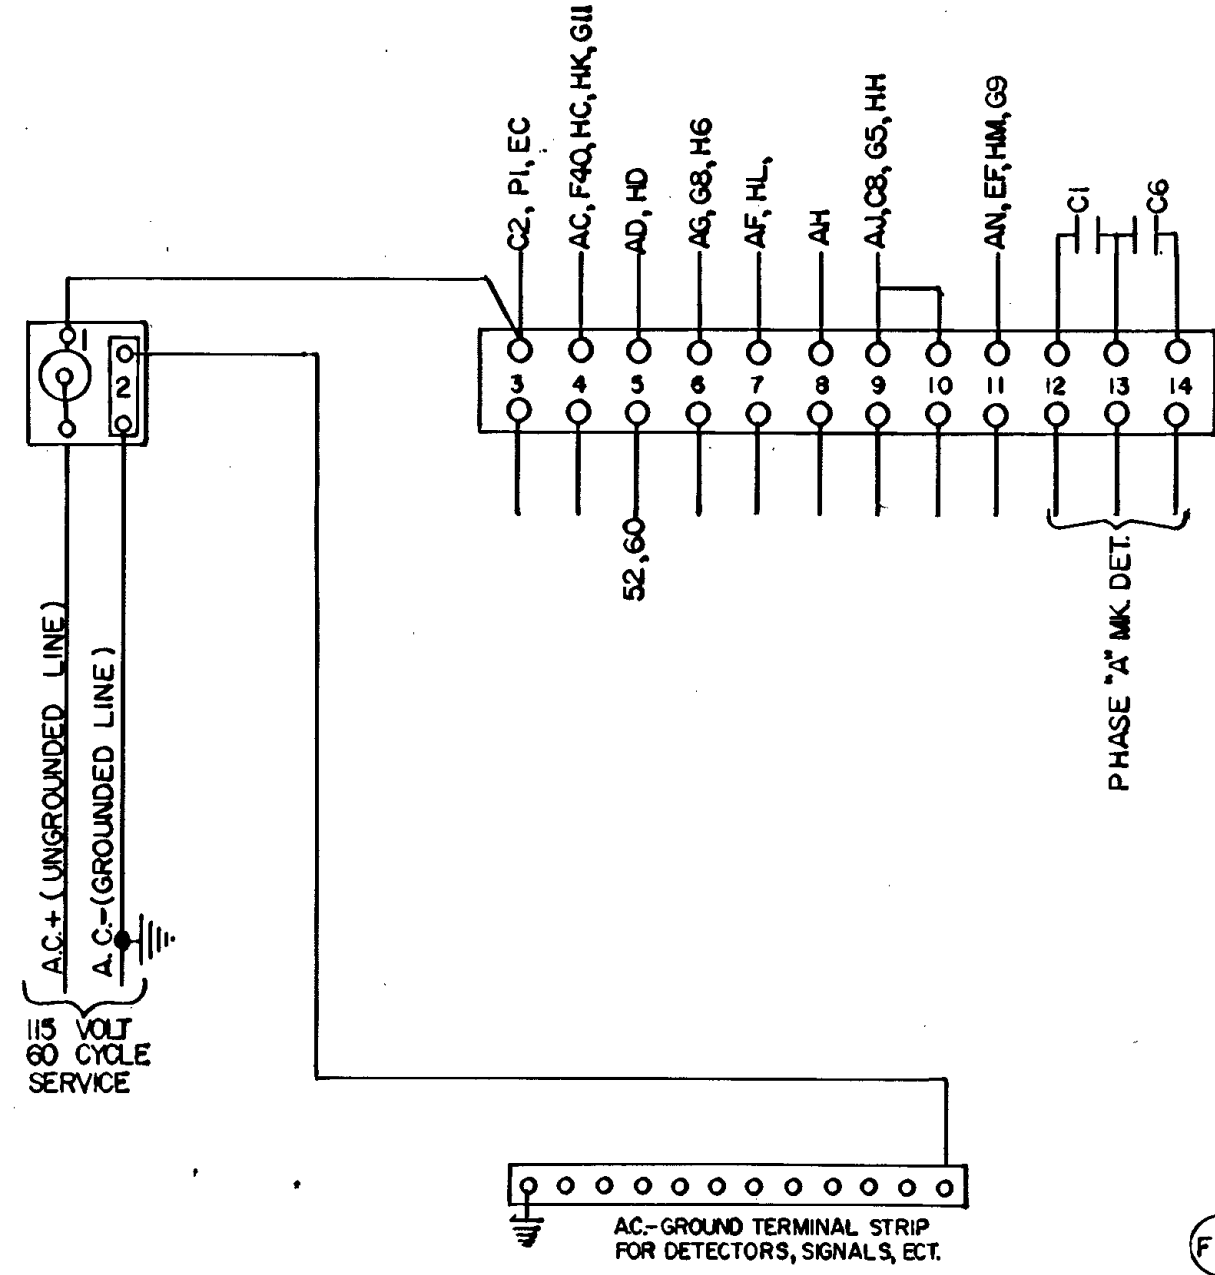 C2, P1, EC
AC, F40, HC, HK, G11
AD, HD
AG, G8, H6
AF, HL,
AH
AJ, C8, G5, HH
AN, EF, HM, G9
C1
C6
1
2
3 4 5 6 7 8 9 10 11 12 13 14
52, 60
PHASE "A" MK. DET.
A.C.+ (UNGROUNDED LINE)
A.C.-(GROUNDED LINE)
115 VOLT
60 CYCLE
SERVICE
A.C.-GROUND TERMINAL STRIP
FOR DETECTORS, SIGNALS, ECT.
F